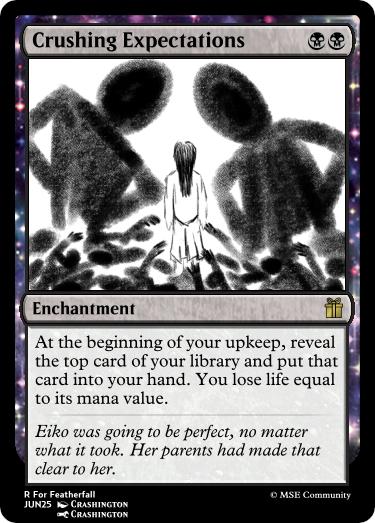 Crushing Expectations
Enchantment
At the beginning of your upkeep, reveal
the top card of your library and put that
card into your hand. You lose life equal
to its mana value.
Eiko was going to be perfect, no matter
what it took. Her parents had made that
clear to her.
R For Featherfall
JUN25 Crashington
Crashington
© MSE Community